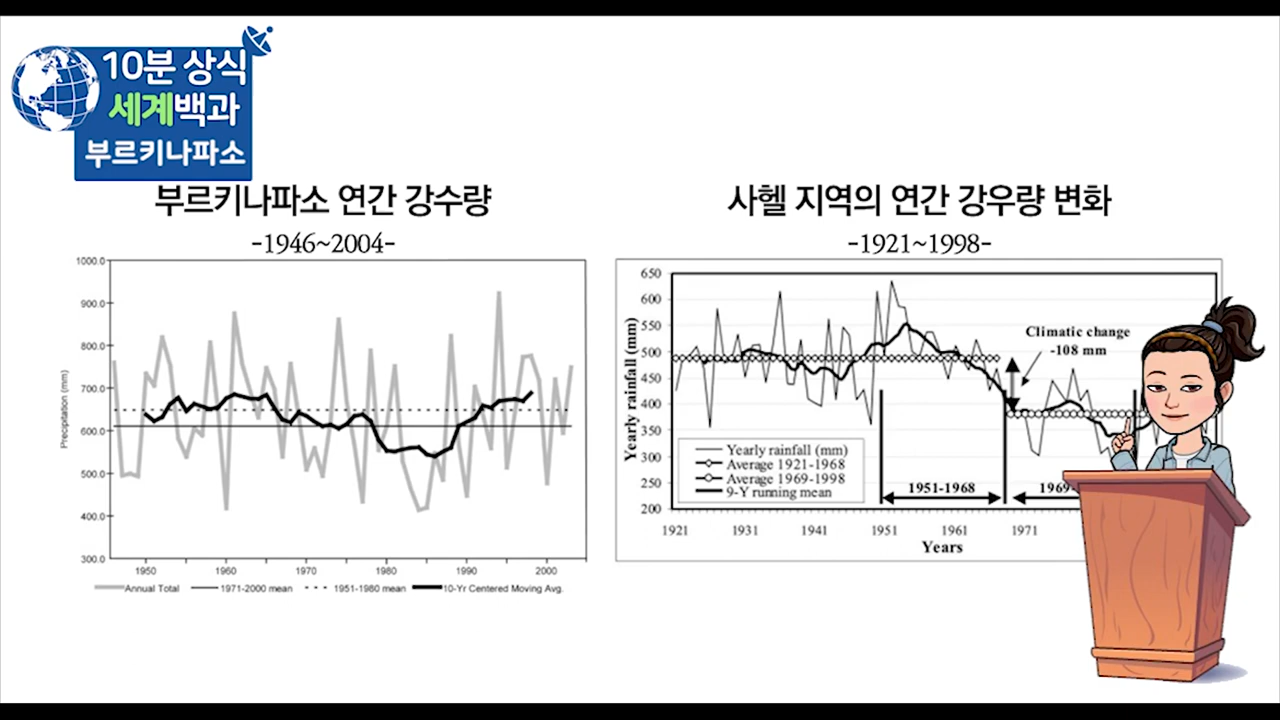 10분 상식
세계백과
부르키나파소
부르키나파소 연간 강수량
-1946~2004-
1000.0
900.0
800.0
700.0
600.0
500.0
400.0
300.0
Precipitation (mm)
1950 1960 1970 1980 1990 2000
Annual Total 1971-2000 mean 1951-1980 mean 10-Yr Centered Moving Avg.
사헬 지역의 연간 강우량 변화
-1921~1998-
650
600
550
500
450
400
350
300
250
200
Yearly rainfall (mm)
Climatic change
-108 mm
Yearly rainfall (mm)
Average 1921-1968
Average 1969-1998
9-Y running mean
1951-1968 1969-
1921 1931 1941 1951 1961 1971
Years